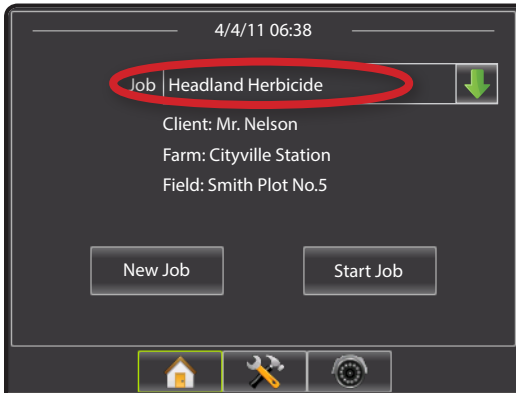 4/4/11 06:38
Job Headland Herbicide
Client: Mr. Nelson
Farm: Cityville Station
Field: Smith Plot No.5
New Job Start Job